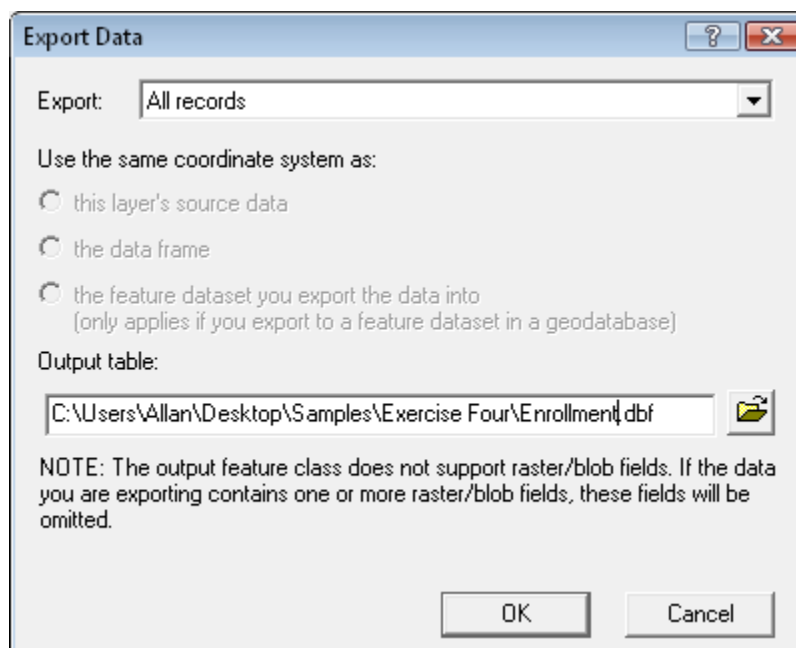 Export Data
Export: All records
Use the same coordinate system as:
this layer's source data
the data frame
the feature dataset you export the data into
(only applies if you export to a feature dataset in a geodatabase)
Output table:
C:\Users\Allan\Desktop\Samples\Exercise Four\Enrollment.dbf
NOTE: The output feature class does not support raster/blob fields. If the data
you are exporting contains one or more raster/blob fields, these fields will be
omitted.
OK Cancel